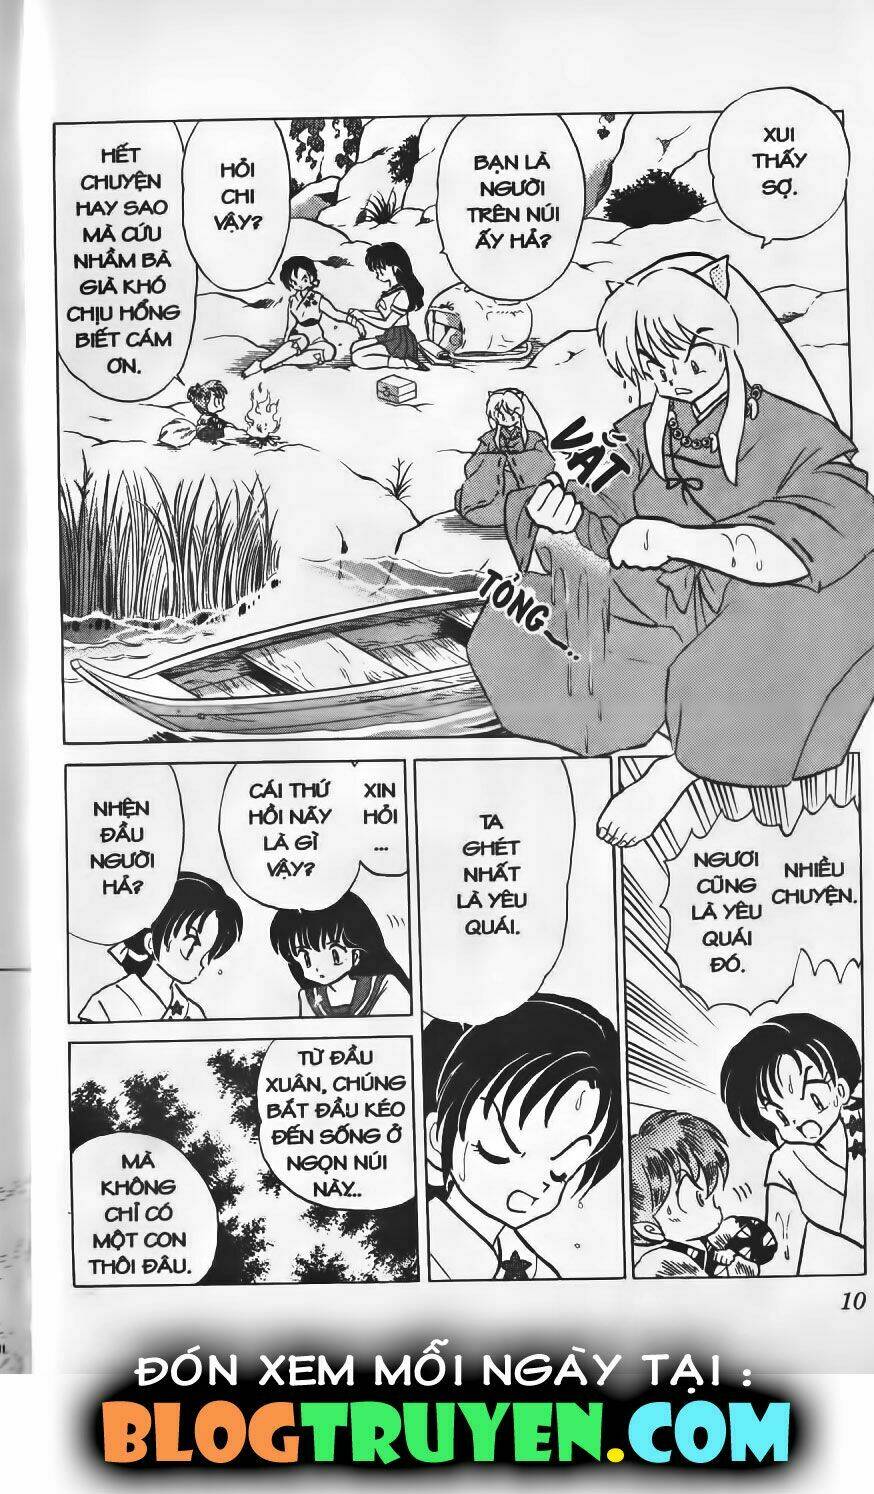 XUI
THẤY
SỢ.
BẠN LÀ
NGƯỜI
TRÊN NÚI
ẤY HẢ?
HỎI
CHI
VẬY?
HẾT
CHUYỆN
HAY SAO
MÀ CỨU
NHẦM BÀ
GIÀ KHÓ
CHỊU HỔNG
BIẾT CÁM
ƠN.
VẮT
TỎNG
NHIỀU
CHUYỆN.
NGƯƠI
CŨNG
LÀ YÊU
QUÁI
ĐÓ.
TA
GHÉT
NHẤT
LÀ YÊU
QUÁI.
XIN
HỎI
...
CÁI THỨ
HỒI NÃY
LÀ GÌ
VẬY?
NHỆN
ĐẦU
NGƯỜI
HẢ?
TỪ ĐẦU
XUÂN, CHÚNG
BẮT ĐẦU KÉO
ĐẾN SỐNG Ở
NGỌN NÚI
NÀY...
MÀ
KHÔNG
CHỈ CÓ
MỘT CON
THÔI ĐÂU.
10
ĐÓN XEM MỖI NGÀY TẠI :
BLOGTRUYEN.COM